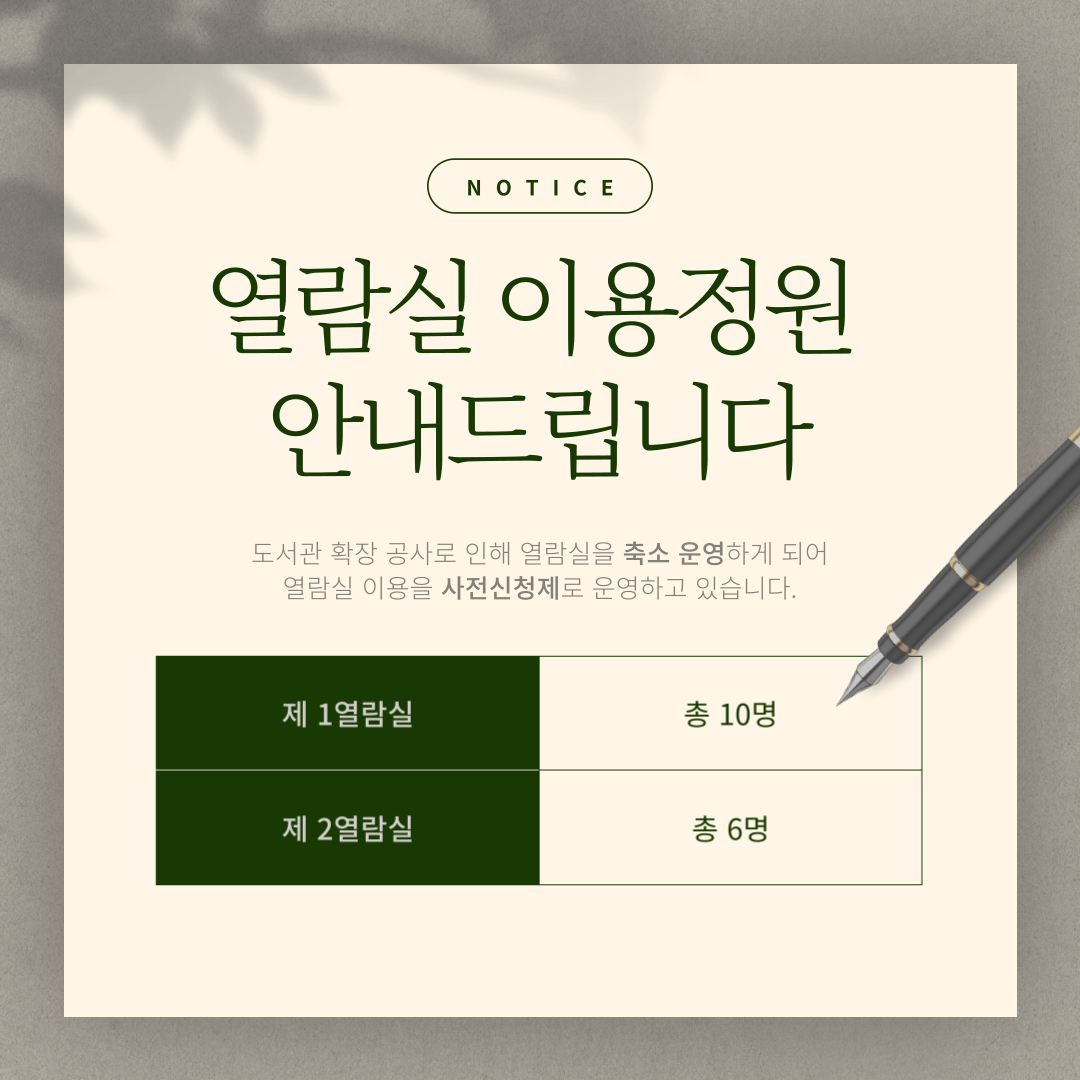 NOTICE
열람실 이용정원
안내드립니다
도서관 확장 공사로 인해 열람실을 축소 운영하게 되어
열람실 이용을 사전신청제로 운영하고 있습니다.
제 1열람실 총 10명
제 2열람실 총 6명